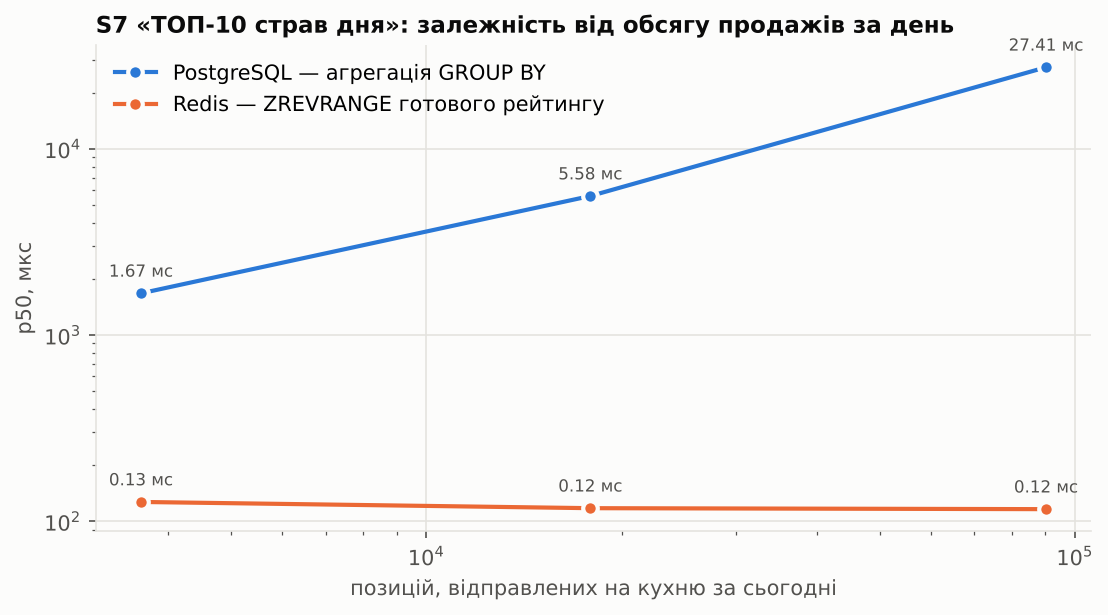 S7 «ТОП-10 страв дня»: залежність від обсягу продажів за день
27.41 мс
PostgreSQL — агрегація GROUP BY
Redis — ZREVRANGE готового рейтингу
10⁴
5.58 мс
1.67 мс
p50, мкс
10³
0.13 мс
0.12 мс
0.12 мс
10²
10⁴
10⁵
позицій, відправлених на кухню за сьогодні